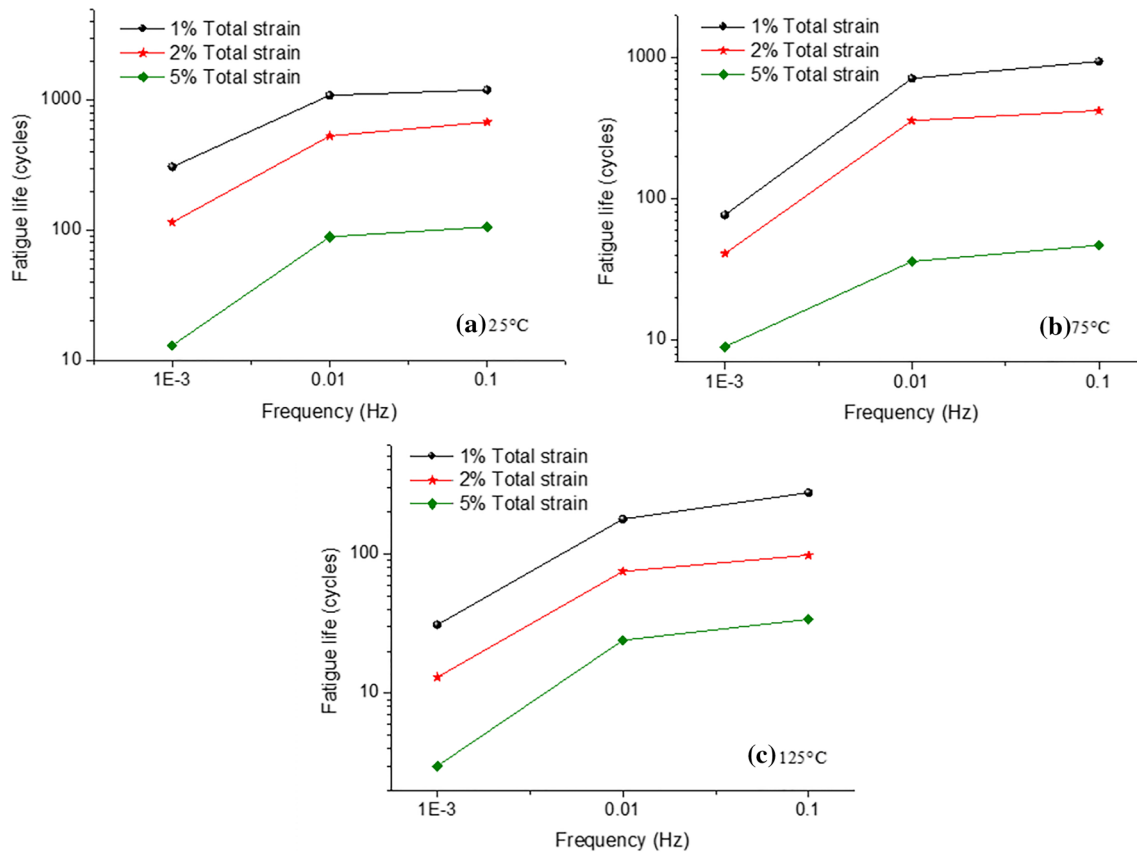 1% Total strain
2% Total strain
5% Total strain
Fatigue life (cycles)
1000
100
10
(a) 25°C
1E-3 0.01 0.1
Frequency (Hz)
1% Total strain
2% Total strain
5% Total strain
Fatigue life (cycles)
1000
100
10
(b) 75°C
1E-3 0.01 0.1
Frequency (Hz)
1% Total strain
2% Total strain
5% Total strain
Fatigue life (cycles)
100
10
(c) 125°C
1E-3 0.01 0.1
Frequency (Hz)